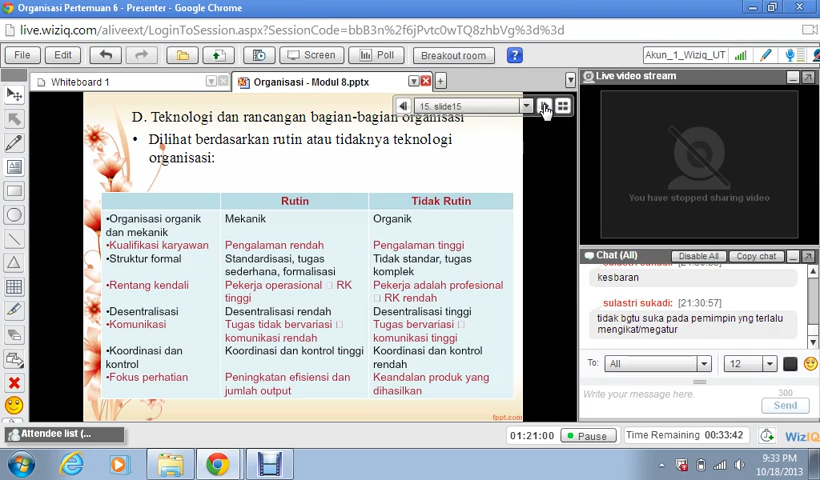 Organisasi Pertemuan 6 - Presenter - Google Chrome
live.wiziq.com/aliveext/LoginToSession.aspx?SessionCode=bbB3n%2f6jPvtc0wTQ8zhbVg%3d%3d
File
Edit
Screen
Poll
Breakout room
?
Akun_1_Wiziq_UT
Whiteboard 1
Organisasi - Modul 8.pptx
15. slide15
D. Teknologi dan rancangan bagian-bagian organisasi
• Dilihat berdasarkan rutin atau tidaknya teknologi
organisasi:
Rutin Tidak Rutin
•Organisasi organik Mekanik Organik
dan mekanik
•Kualifikasi karyawan Pengalaman rendah Pengalaman tinggi
•Struktur formal Standardisasi, tugas Tidak standar, tugas
sederhana, formalisasi komplek
•Rentang kendali Pekerja operasional □ RK Pekerja adalah profesional
tinggi □ RK rendah
•Desentralisasi Desentralisasi rendah Desentralisasi tinggi
•Komunikasi Tugas tidak bervariasi □ Tugas bervariasi □
komunikasi rendah komunikasi tinggi
•Koordinasi dan Koordinasi dan kontrol tinggi Koordinasi dan kontrol
kontrol rendah
•Fokus perhatian Peningkatan efisiensi dan Keandalan produk yang
jumlah output dihasilkan
fppt.com
Live video stream
You have stopped sharing video
Chat (All)
Disable All
Copy chat
sulastri sukadi:
kesbaran
sulastri sukadi: [21:30:57]
tidak bgtu suka pada pemimpin yng terlalu
mengikat/megatur
To:
All
12
Write your message here.
300
Send
Attendee list (...
01:21:00
Pause
Time Remaining 00:33:42
WizIQ
9:33 PM
10/18/2013